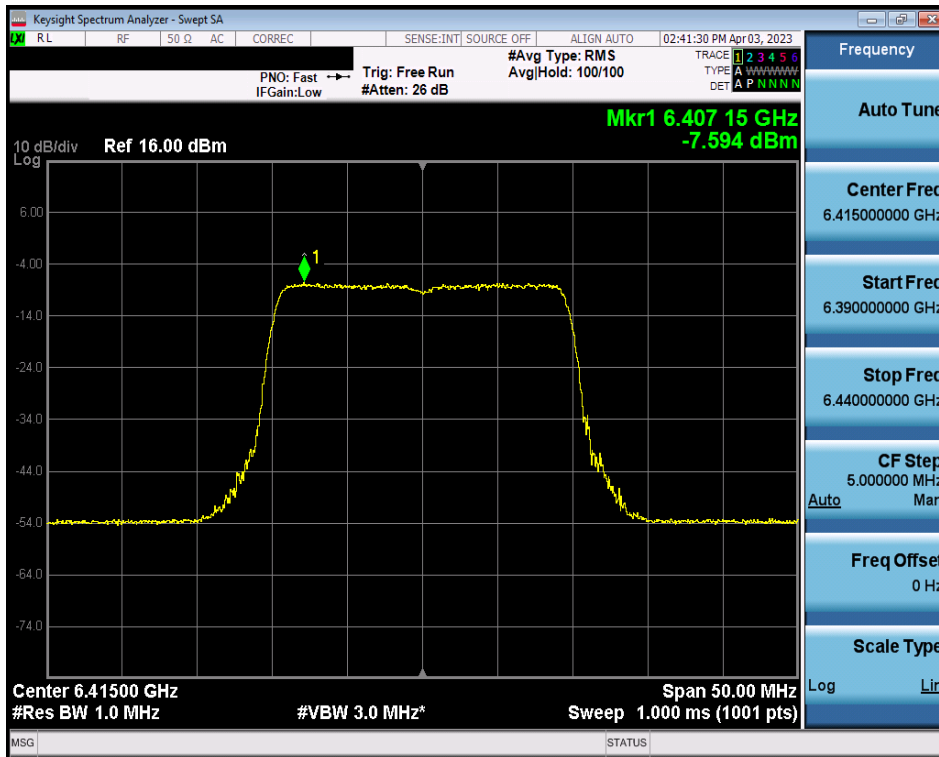 Keysight Spectrum Analyzer - Swept SA
LXI RL RF 50 Ω AC CORREC SENSE:INT SOURCE OFF ALIGN AUTO 02:41:30 PM Apr 03, 2023
PNO: Fast
IFGain:Low
Trig: Free Run
#Atten: 26 dB
#Avg Type: RMS
Avg|Hold: 100/100
TRACE 1 2 3 4 5 6
TYPE A WWWWW
DET A P N N N N
Mkr1 6.407 15 GHz
-7.594 dBm
10 dB/div Ref 16.00 dBm
Log
6.00
-4.00
-14.0
-24.0
-34.0
-44.0
-54.0
-64.0
-74.0
1
Center 6.41500 GHz Span 50.00 MHz
#Res BW 1.0 MHz #VBW 3.0 MHz* Sweep 1.000 ms (1001 pts)
MSG STATUS
Frequency
Auto Tune
Center Freq
6.415000000 GHz
Start Freq
6.390000000 GHz
Stop Freq
6.440000000 GHz
CF Step
5.000000 MHz
Auto Man
Freq Offset
0 Hz
Scale Type
Log Lin